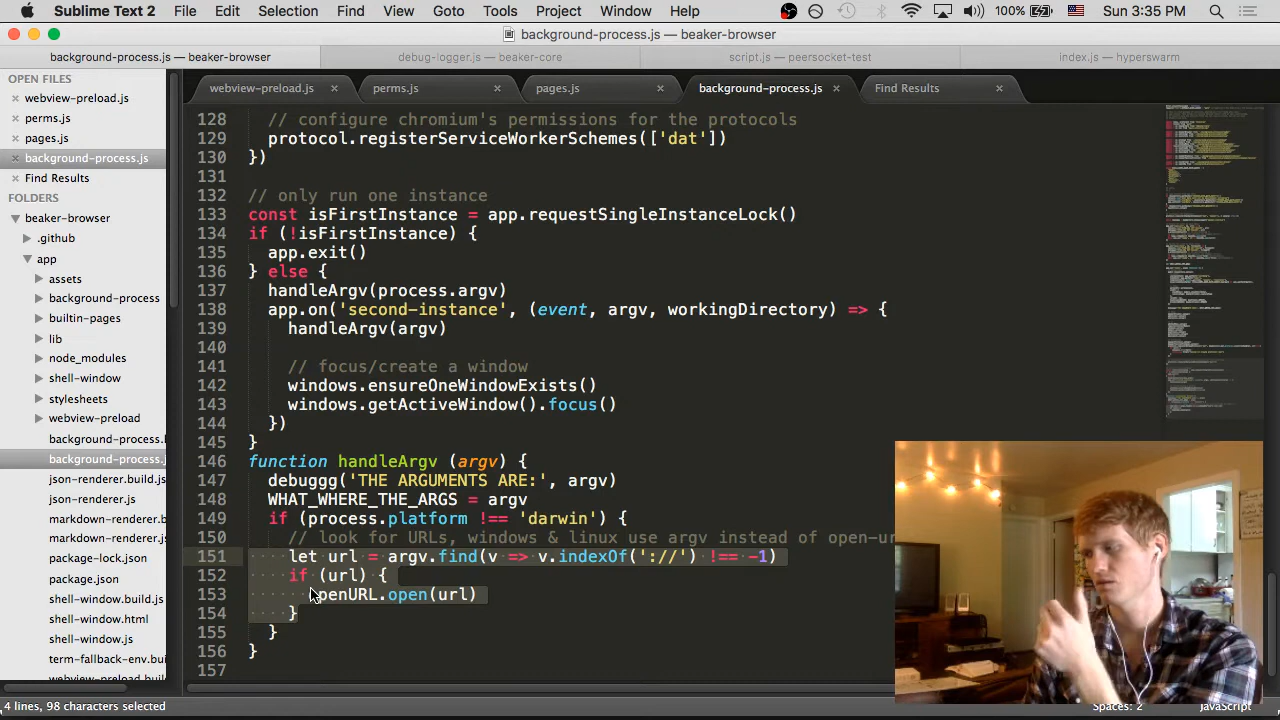 Sublime Text 2 File Edit Selection Find View Goto Tools Project Window Help 100% Sun 3:35 PM
background-process.js — beaker-browser
background-process.js — beaker-browser debug-logger.js — beaker-core script.js — peersocket-test index.js — hyperswarm
OPEN FILES
webview-preload.js
perms.js
pages.js
background-process.js
Find Results
FOLDERS
beaker-browser
.github
app
assets
background-process
builtin-pages
lib
node_modules
shell-window
stylesheets
webview-preload
background-process.
background-process.j
json-renderer.build.js
json-renderer.js
markdown-renderer.
markdown-renderer.
package-lock.json
package.json
shell-window.html
shell-window.js
term-fallback-env.bui
webview-preload.buil
webview-preload.js × perms.js × pages.js × background-process.js × Find Results ×
128 // configure chromium's permissions for the protocols
129 protocol.registerServiceWorkerSchemes(['dat'])
130 })
131
132 // only run one instance
133 const isFirstInstance = app.requestSingleInstanceLock()
134 if (!isFirstInstance) {
135 app.exit()
136 } else {
137 handleArgv(process.argv)
138 app.on('second-instance', (event, argv, workingDirectory) => {
139 handleArgv(argv)
140
141 // focus/create a window
142 windows.ensureOneWindowExists()
143 windows.getActiveWindow().focus()
144 })
145 }
146 function handleArgv (argv) {
147 debuggg('THE ARGUMENTS ARE:', argv)
148 WHAT_WHERE_THE_ARGS = argv
149 if (process.platform !== 'darwin') {
150 // look for URLs, windows & linux use argv instead of open-ur
151 let url = argv.find(v => v.indexOf('://') !== -1)
152 if (url) {
153 openURL.open(url)
154 }
155 }
156 }
157
4 lines, 98 characters selected Spaces: 2 JavaScript